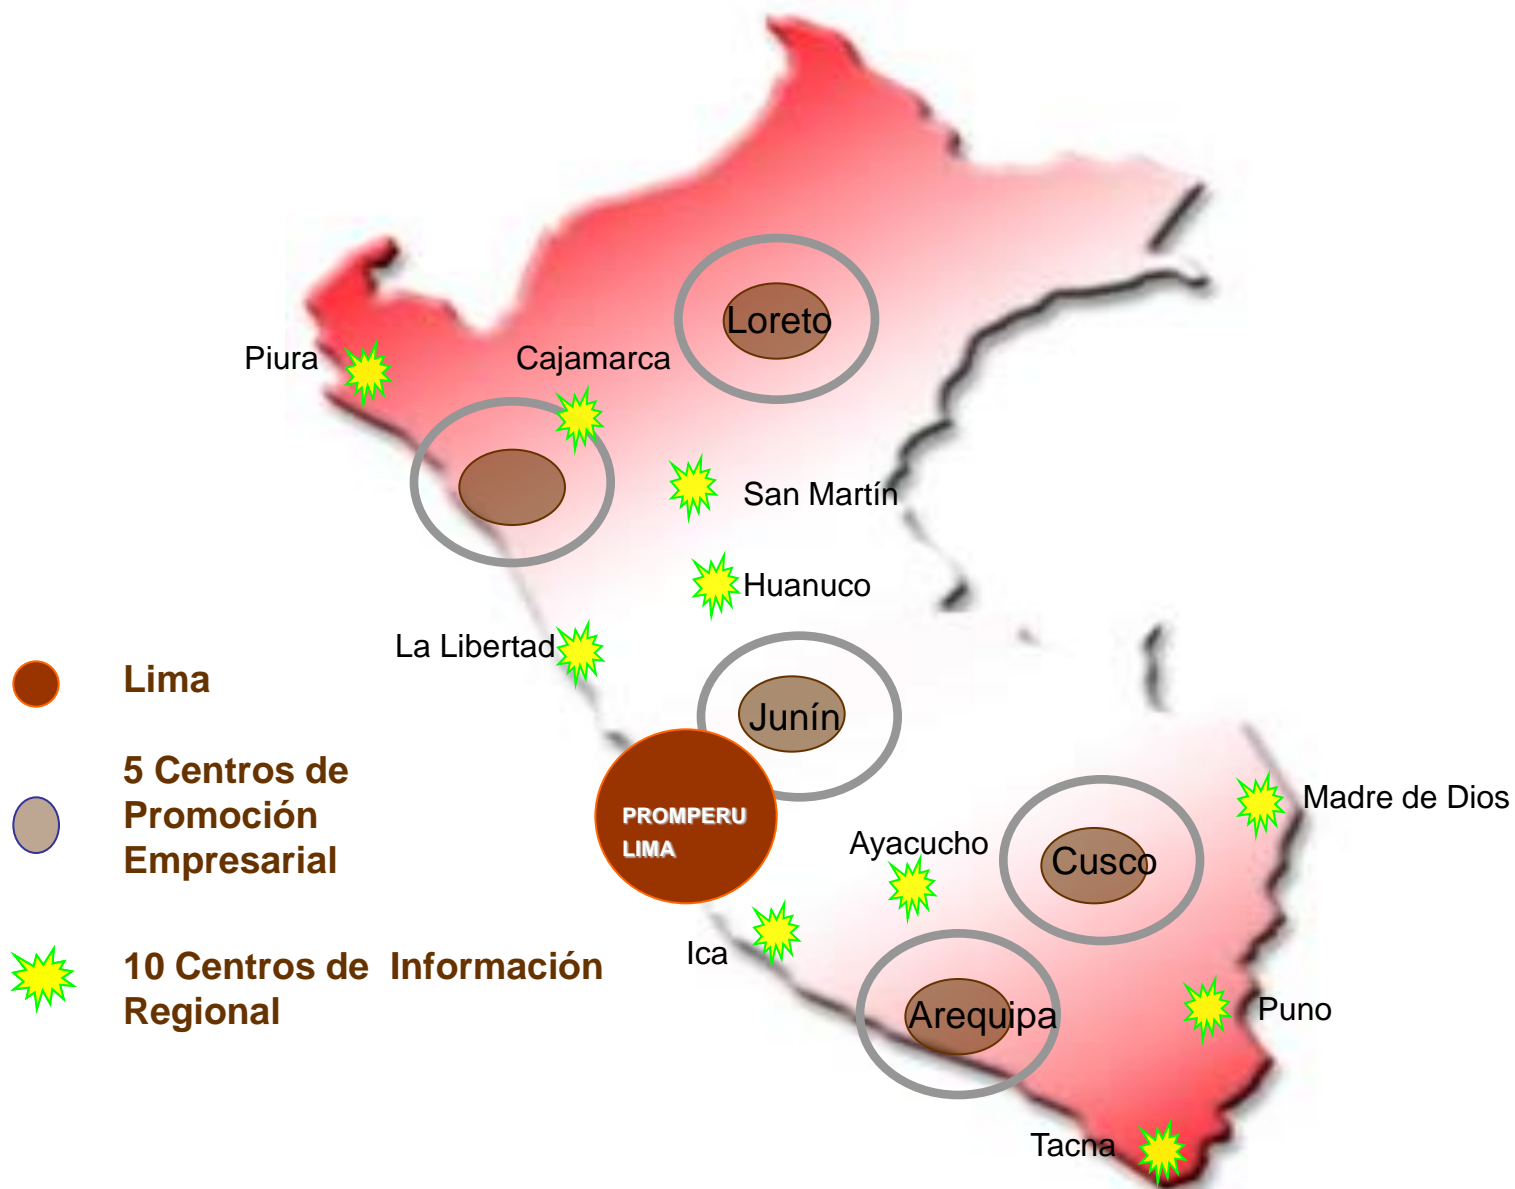 Loreto
Piura
Cajamarca
San Martín
Huanuco
La Libertad
Lima
Junín
5 Centros de
Promoción
Empresarial
PROMPERU
LIMA
Madre de Dios
Ayacucho
Cusco
Ica
10 Centros de  Información
Regional
Arequipa
Puno
Tacna